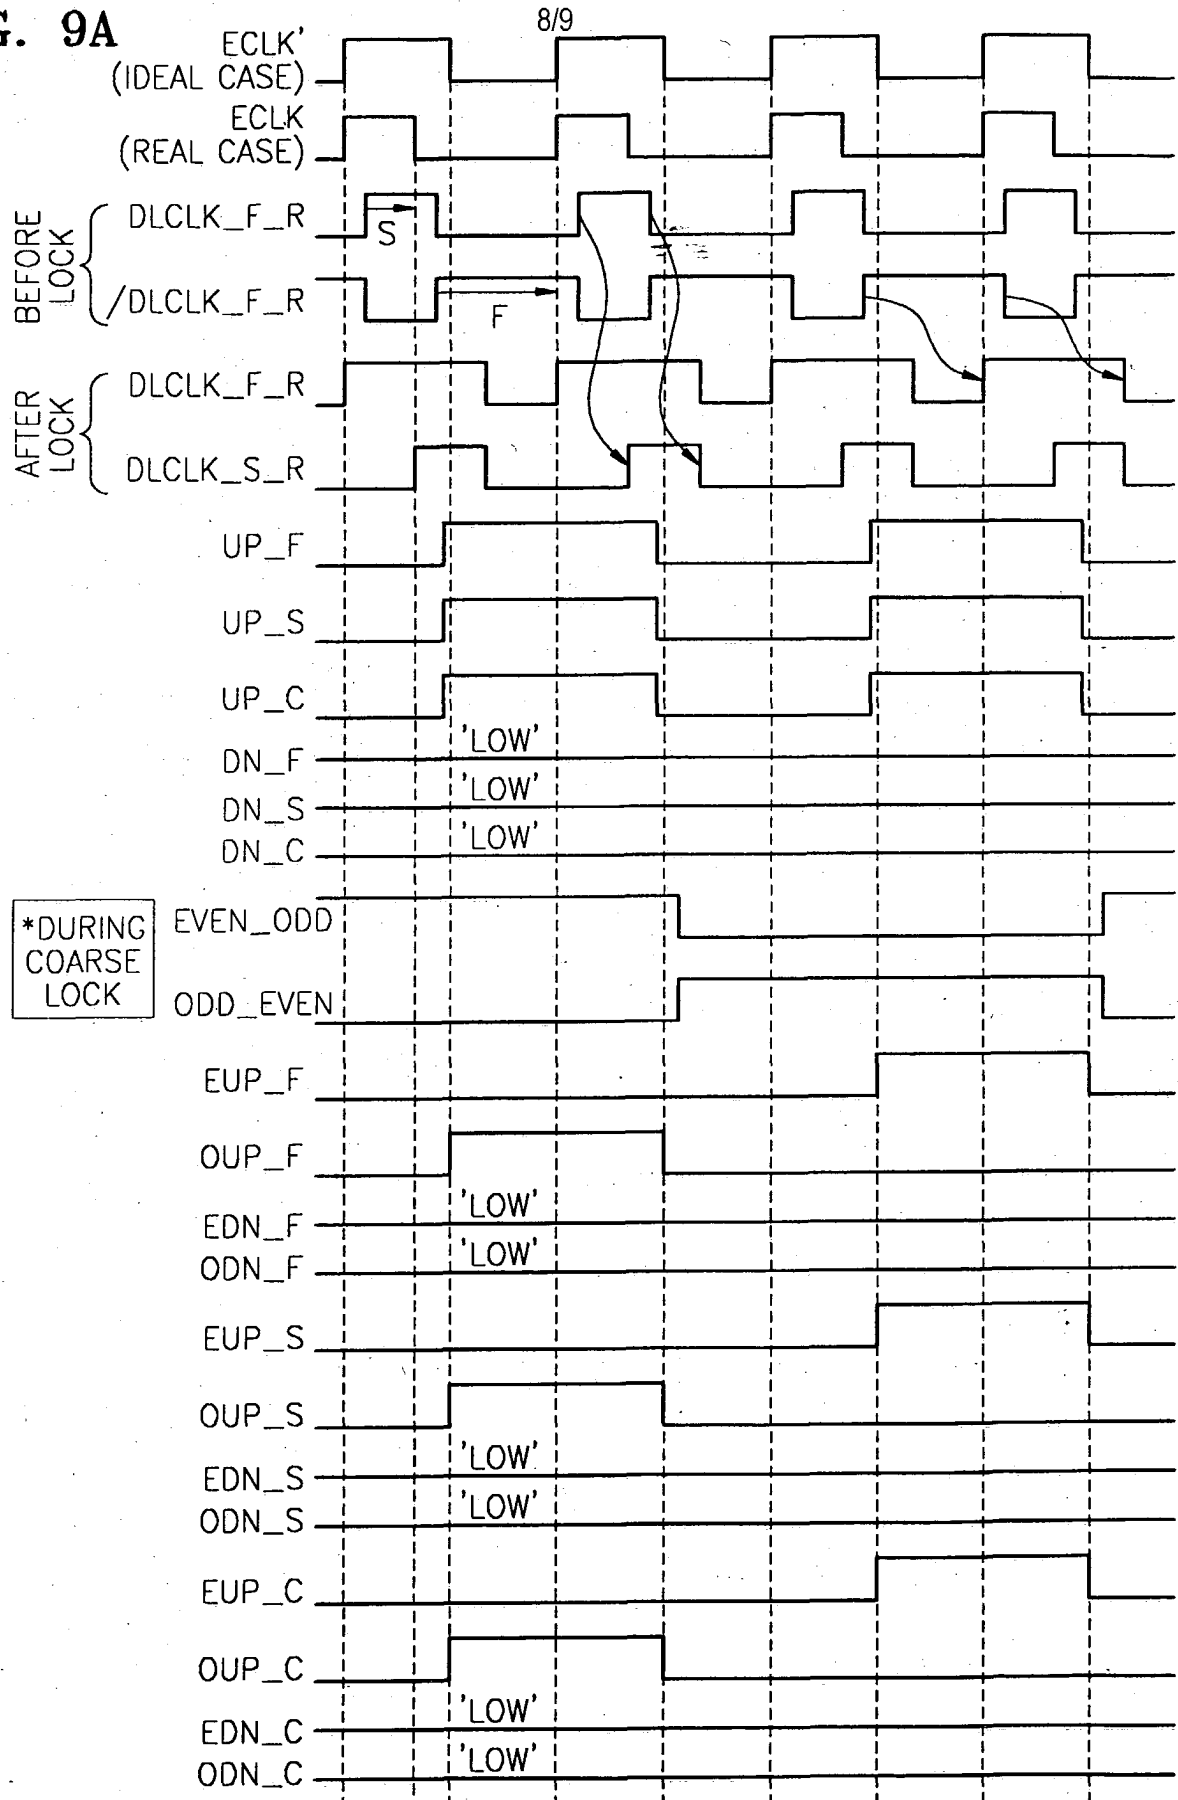 G. 9A
8/9
ECLK'
(IDEAL CASE)
ECLK
(REAL CASE)
BEFORE
LOCK
DLCLK_F_R
S
/DLCLK_F_R
F
AFTER
LOCK
DLCLK_F_R
DLCLK_S_R
UP_F
UP_S
UP_C
'LOW'
DN_F
'LOW'
DN_S
'LOW'
DN_C
*DURING
COARSE
LOCK
EVEN_ODD
ODD_EVEN
EUP_F
OUP_F
'LOW'
EDN_F
'LOW'
ODN_F
EUP_S
OUP_S
'LOW'
EDN_S
'LOW'
ODN_S
EUP_C
OUP_C
'LOW'
EDN_C
'LOW'
ODN_C